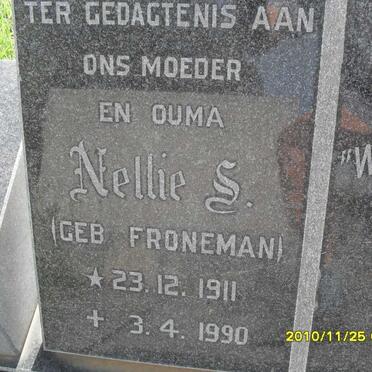 TER GEDAGTENIS AAN
ONS MOEDER
EN OUMA
Nellie S.
(GEB FRONEMAN)
★ 23.12.1911
+ 3.4.1990
"W
2010/11/25